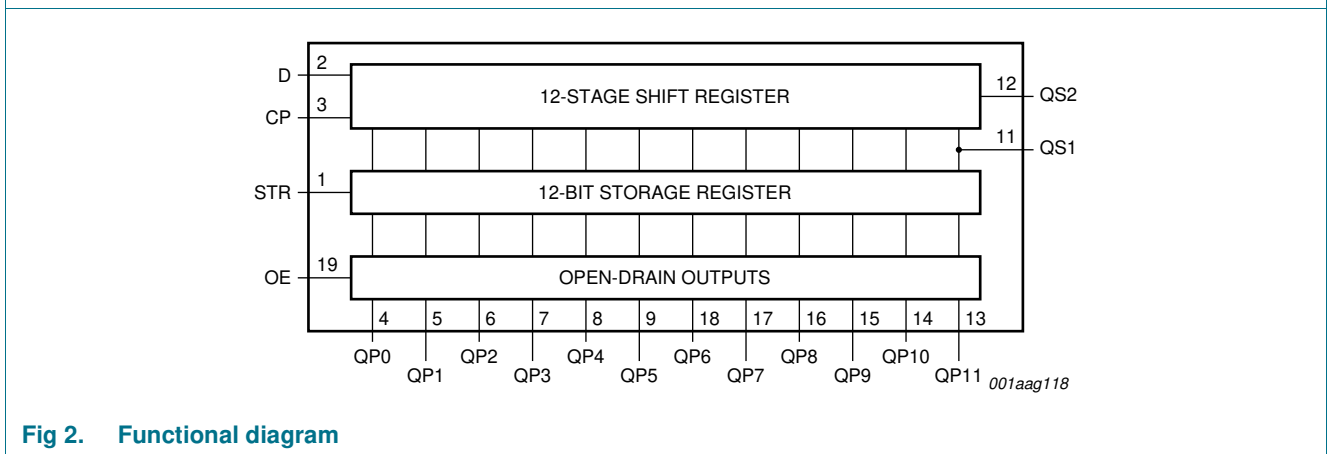 D 2 12-STAGE SHIFT REGISTER 12 QS2
CP 3
11 QS1
STR 1 12-BIT STORAGE REGISTER
OE 19 OPEN-DRAIN OUTPUTS
4 5 6 7 8 9 18 17 16 15 14 13
QP0 QP2 QP4 QP6 QP8 QP10
QP1 QP3 QP5 QP7 QP9 QP11 001aag118
Fig 2. Functional diagram